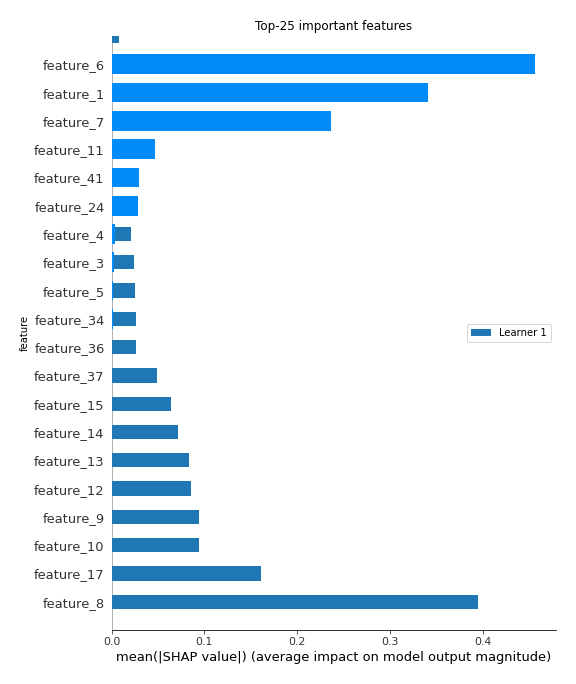 Top-25 important features
feature_6
feature_1
feature_7
feature_11
feature_41
feature_24
feature_4
feature_3
feature_5
feature_34
feature_36
feature_37
feature_15
feature_14
feature_13
feature_12
feature_9
feature_10
feature_17
feature_8
feature
Learner 1
0.0 0.1 0.2 0.3 0.4
mean(|SHAP value|) (average impact on model output magnitude)